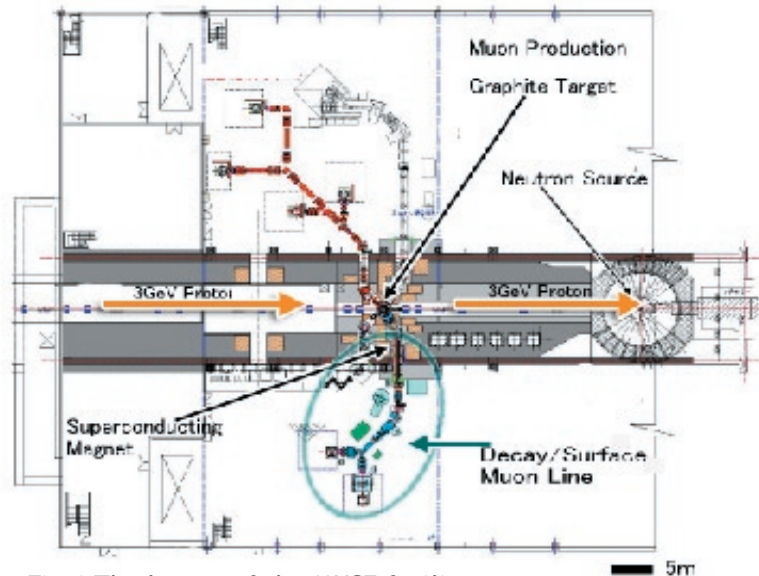 Muon Production
Graphite Target
Neutron Source
3GeV Proton
3GeV Proton
Superconducting
Magnet
Decay/Surface
Muon Line
5m